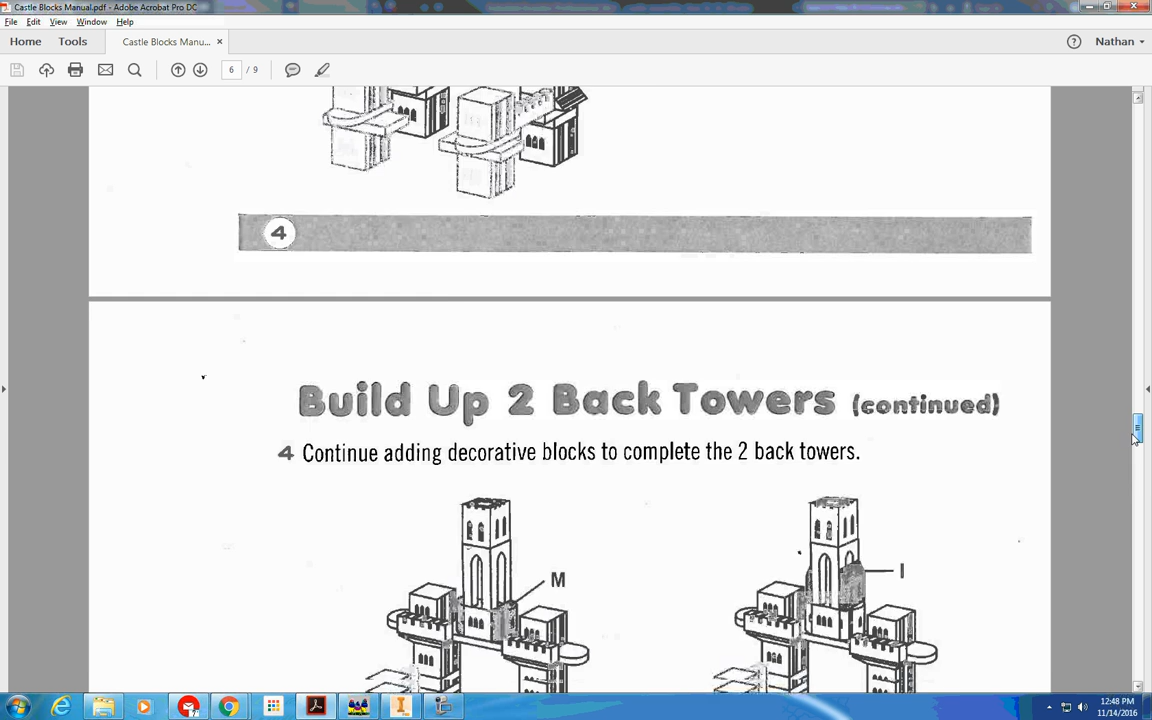 Castle Blocks Manual.pdf - Adobe Acrobat Pro DC
File Edit View Window Help
Home Tools Castle Blocks Manu... × Nathan
6 / 9
4
Build Up 2 Back Towers (continued)
4 Continue adding decorative blocks to complete the 2 back towers.
M
I
12:48 PM
11/14/2016